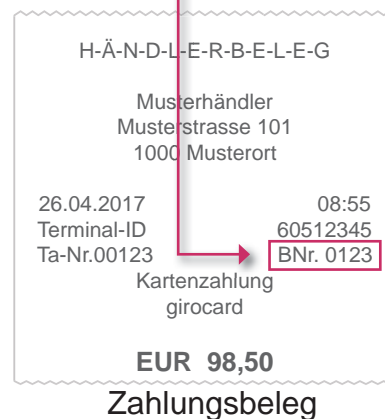 H-Ä-N-D-L-E-R-B-E-L-E-G
Musterhändler
Musterstrasse 101
1000 Musterort
26.04.2017 08:55
Terminal-ID 60512345
Ta-Nr.00123 BNr. 0123
Kartenzahlung
girocard
EUR 98,50
Zahlungsbeleg